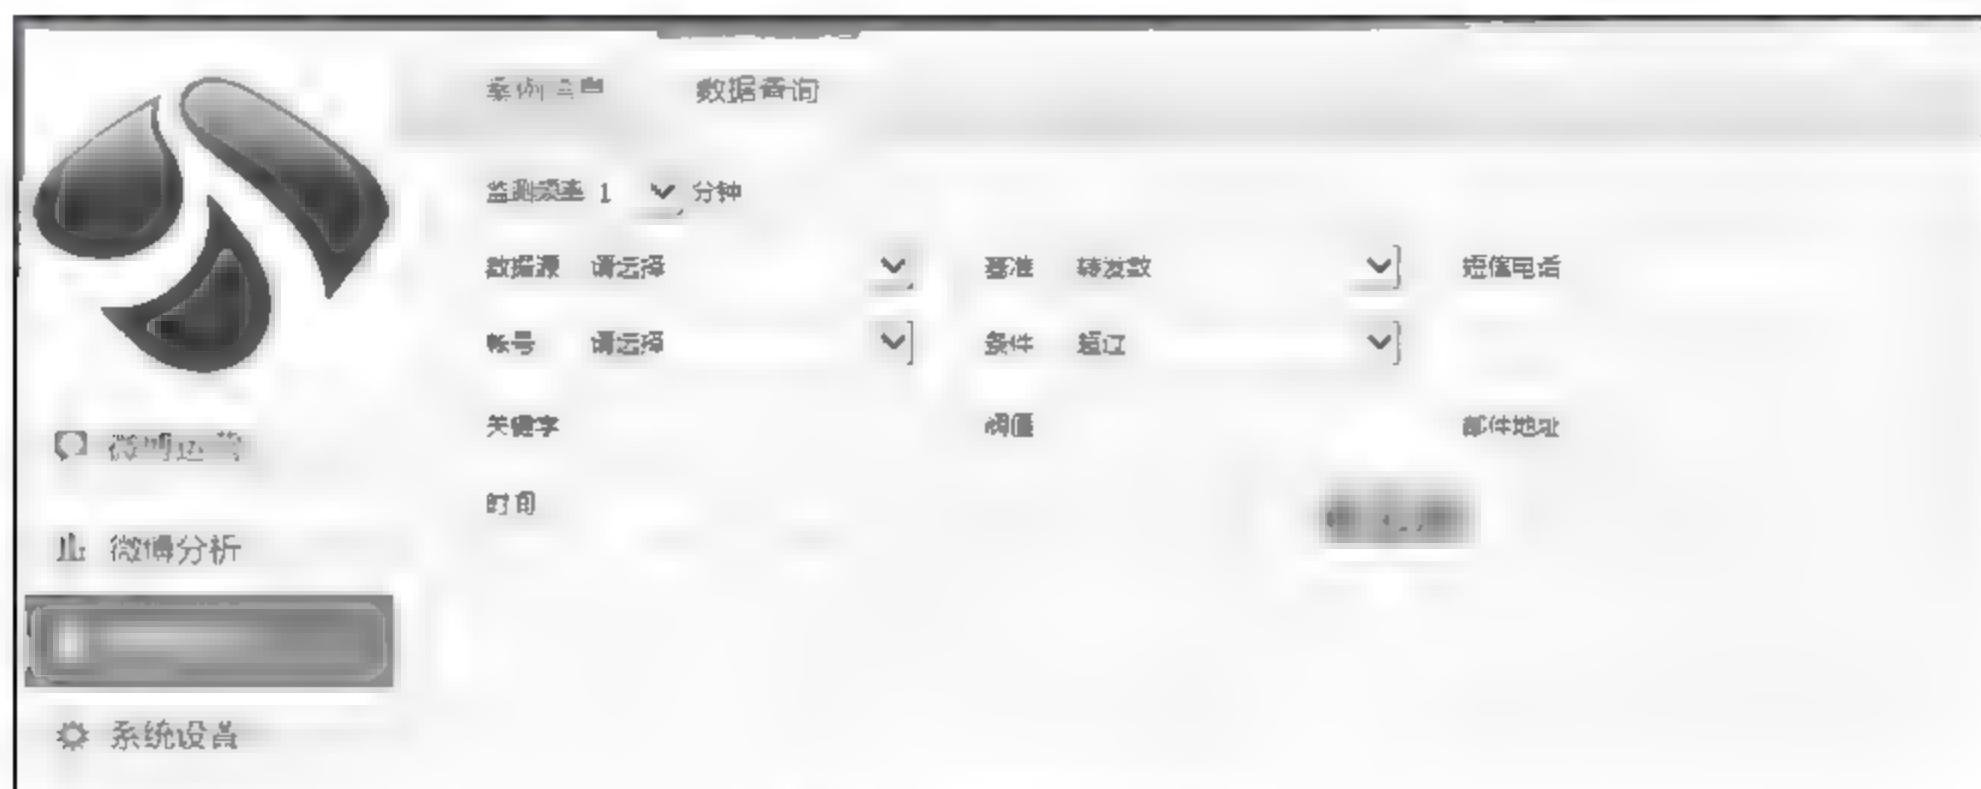 数据查询
监测频率 1 分钟
数据源 请选择 基准 转发数 短信电话
帐号 请选择 条件 超过
关键字 阈值 邮件地址
时间
微博分析
系统设置